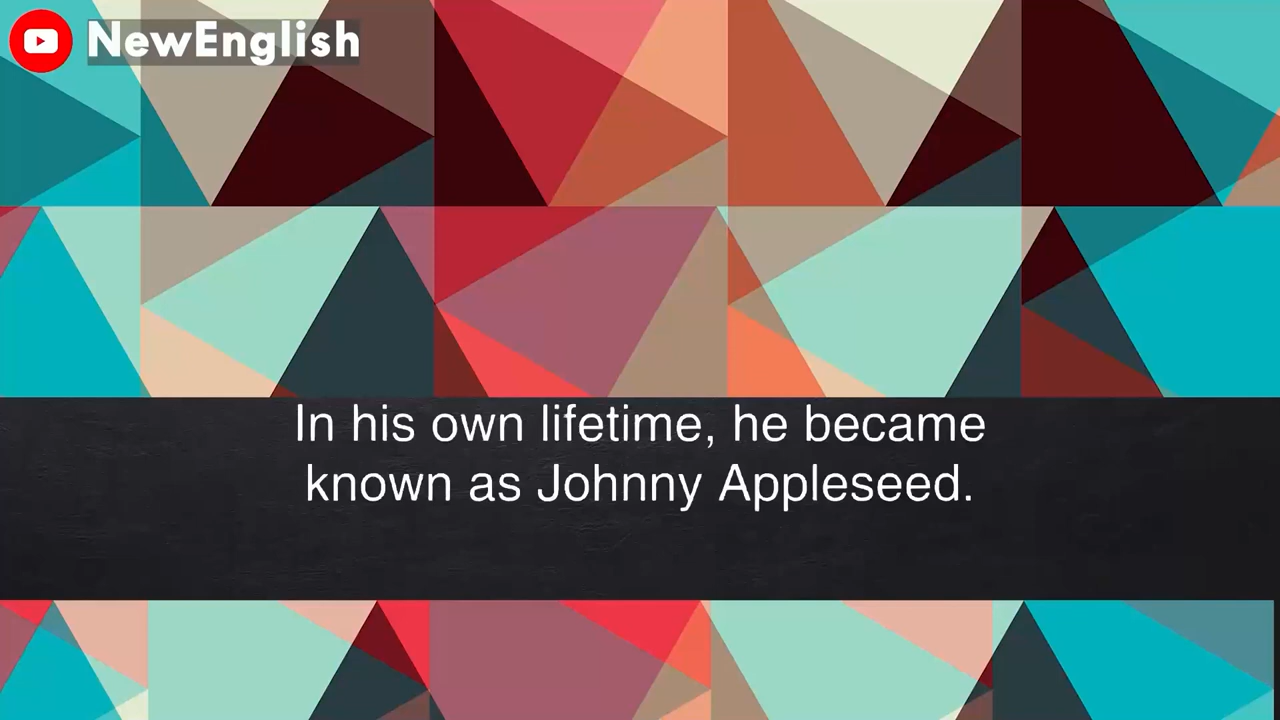 NewEnglish
In his own lifetime, he became
known as Johnny Appleseed.